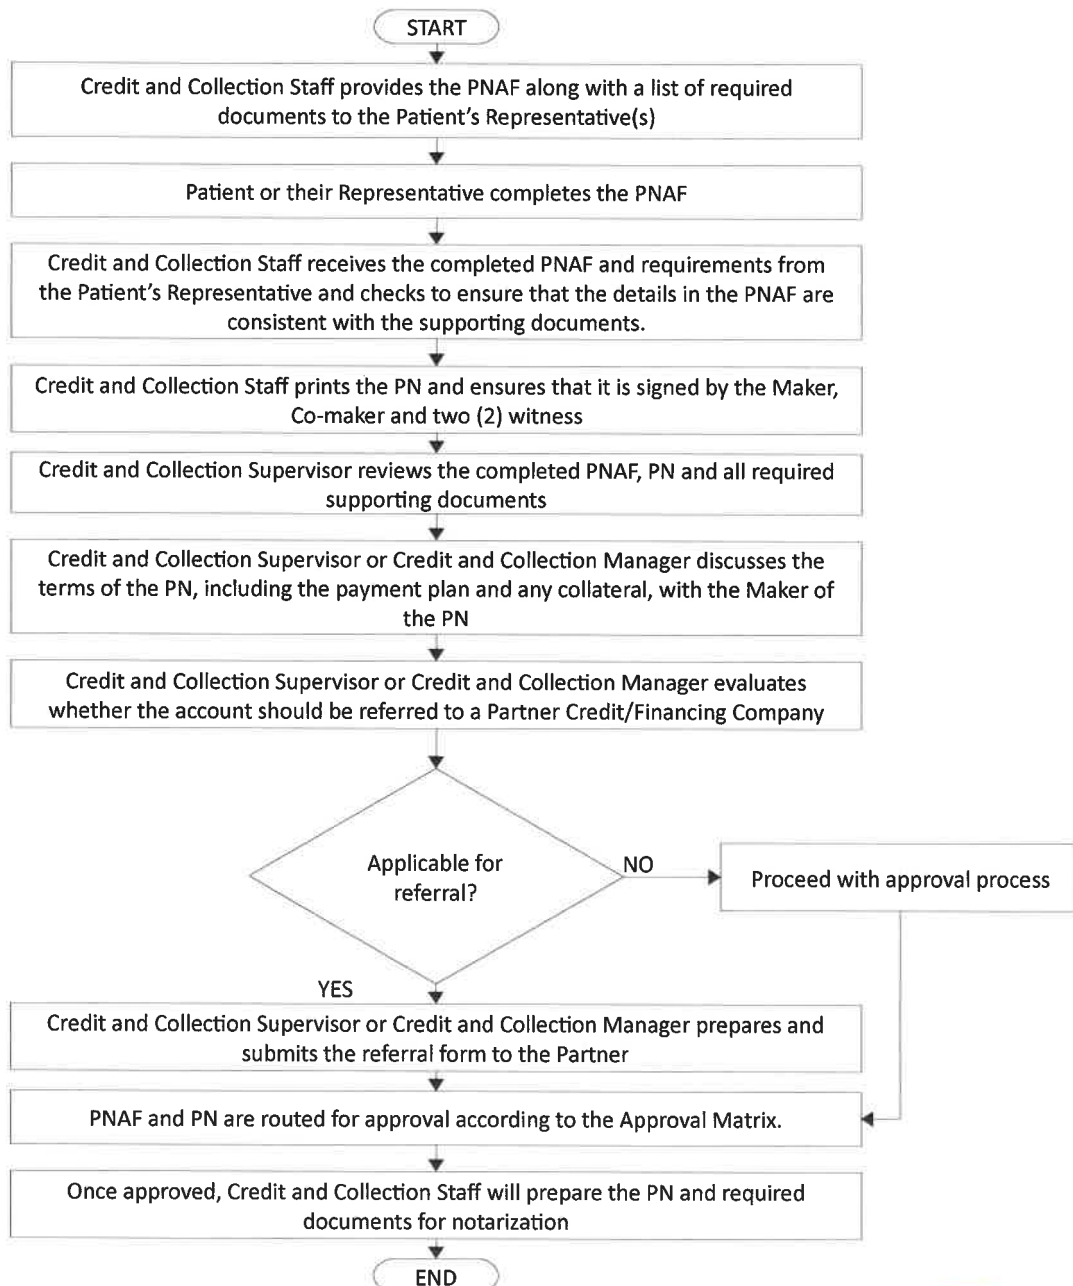 START
Credit and Collection Staff provides the PNAF along with a list of required
documents to the Patient's Representative(s)
Patient or their Representative completes the PNAF
Credit and Collection Staff receives the completed PNAF and requirements from
the Patient's Representative and checks to ensure that the details in the PNAF are
consistent with the supporting documents.
Credit and Collection Staff prints the PN and ensures that it is signed by the Maker,
Co-maker and two (2) witness
Credit and Collection Supervisor reviews the completed PNAF, PN and all required
supporting documents
Credit and Collection Supervisor or Credit and Collection Manager discusses the
terms of the PN, including the payment plan and any collateral, with the Maker of
the PN
Credit and Collection Supervisor or Credit and Collection Manager evaluates
whether the account should be referred to a Partner Credit/Financing Company
Applicable for
referral?
NO
Proceed with approval process
YES
Credit and Collection Supervisor or Credit and Collection Manager prepares and
submits the referral form to the Partner
PNAF and PN are routed for approval according to the Approval Matrix.
Once approved, Credit and Collection Staff will prepare the PN and required
documents for notarization
END